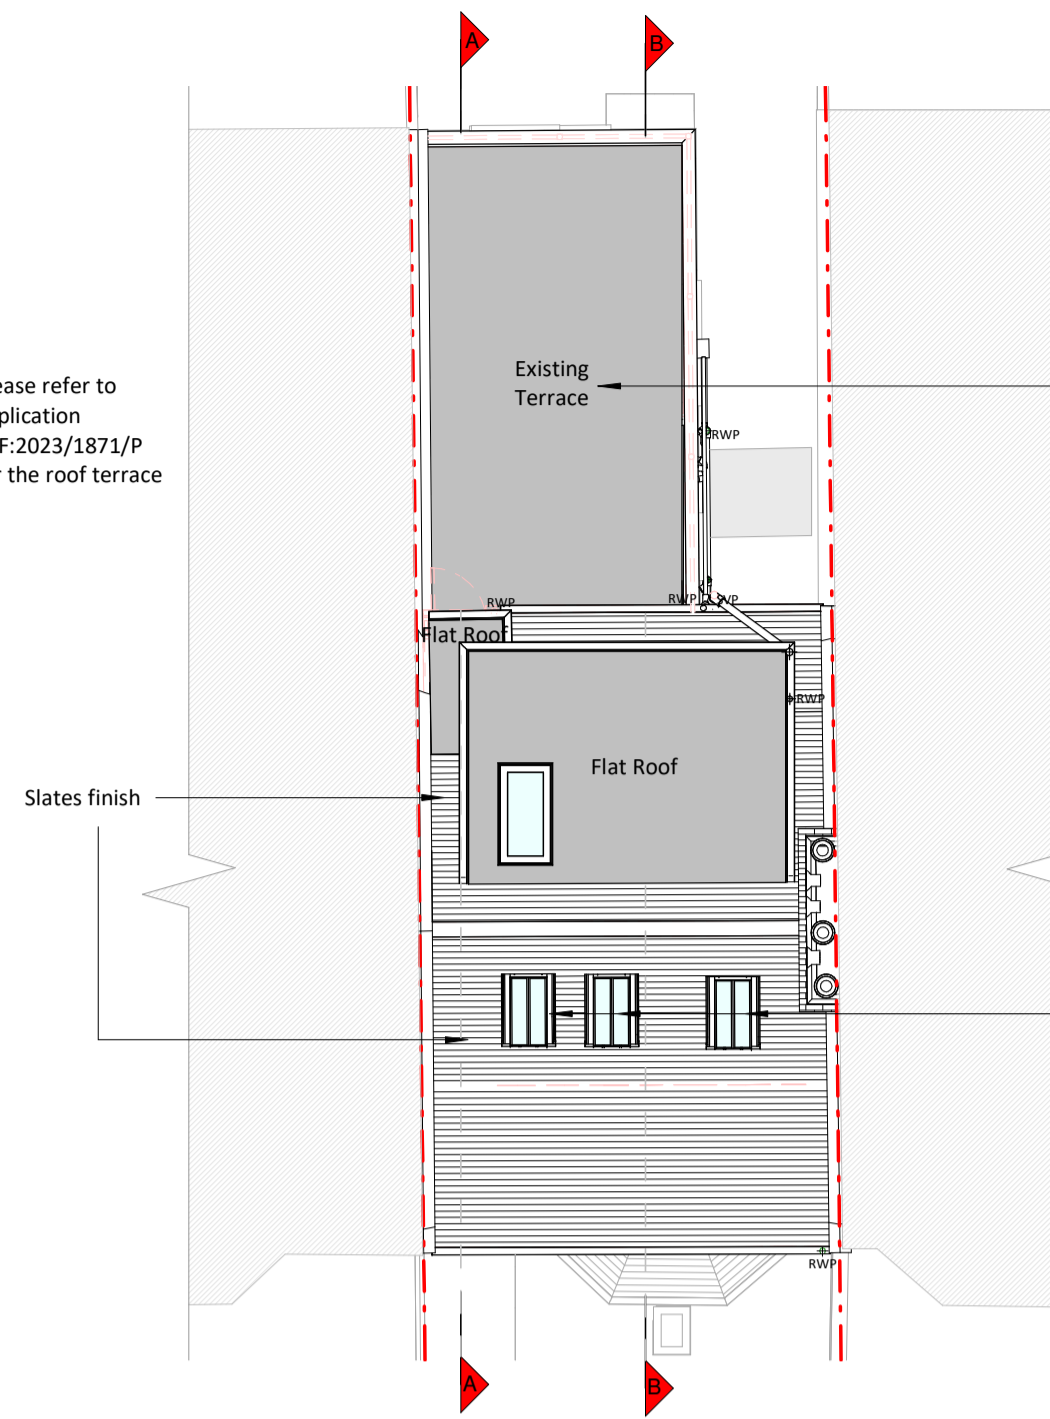 A
B
Existing
Terrace
ease refer to
plication
F:2023/1871/P
r the roof terrace
RWP
RWP
RWP
Flat Roof
RWP
Flat Roof
Slates finish
RWP
A
B